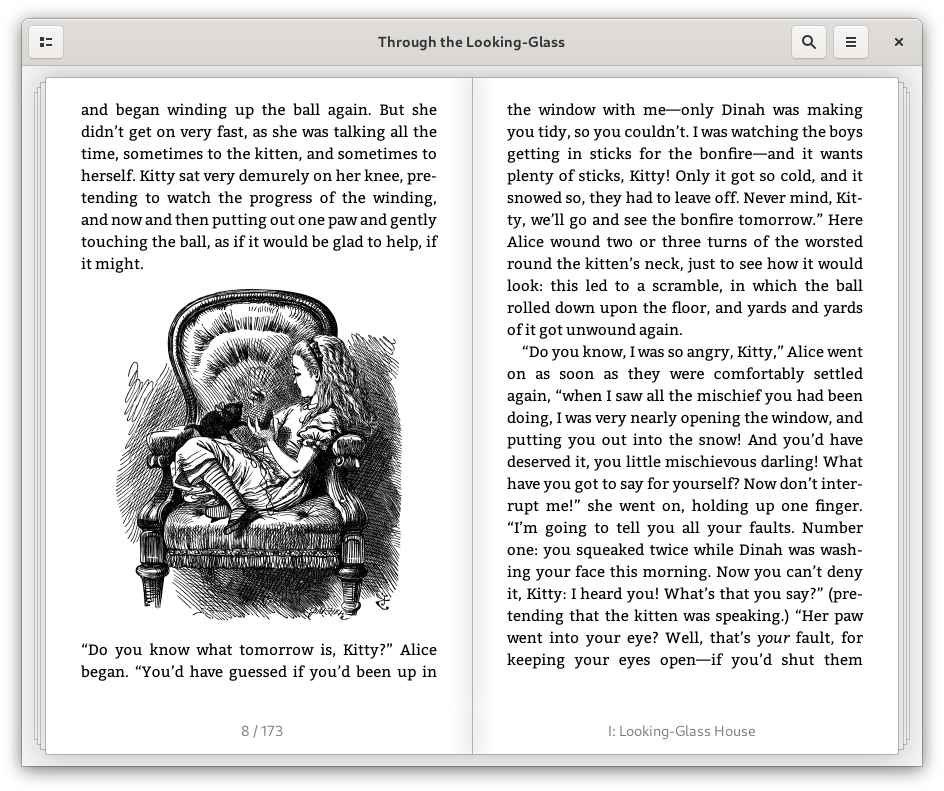 Through the Looking-Glass
and began winding up the ball again. But she
didn’t get on very fast, as she was talking all the
time, sometimes to the kitten, and sometimes to
herself. Kitty sat very demurely on her knee, pre-
tending to watch the progress of the winding,
and now and then putting out one paw and gently
touching the ball, as if it would be glad to help, if
it might.
“Do you know what tomorrow is, Kitty?” Alice
began. “You’d have guessed if you’d been up in
8 / 173
the window with me—only Dinah was making
you tidy, so you couldn’t. I was watching the boys
getting in sticks for the bonfire—and it wants
plenty of sticks, Kitty! Only it got so cold, and it
snowed so, they had to leave off. Never mind, Kit-
ty, we’ll go and see the bonfire tomorrow.” Here
Alice wound two or three turns of the worsted
round the kitten’s neck, just to see how it would
look: this led to a scramble, in which the ball
rolled down upon the floor, and yards and yards
of it got unwound again.
“Do you know, I was so angry, Kitty,” Alice went
on as soon as they were comfortably settled
again, “when I saw all the mischief you had been
doing, I was very nearly opening the window, and
putting you out into the snow! And you’d have
deserved it, you little mischievous darling! What
have you got to say for yourself? Now don’t inter-
rupt me!” she went on, holding up one finger.
“I’m going to tell you all your faults. Number
one: you squeaked twice while Dinah was wash-
ing your face this morning. Now you can’t deny
it, Kitty: I heard you! What’s that you say?” (pre-
tending that the kitten was speaking.) “Her paw
went into your eye? Well, that’s your fault, for
keeping your eyes open—if you’d shut them
I: Looking-Glass House